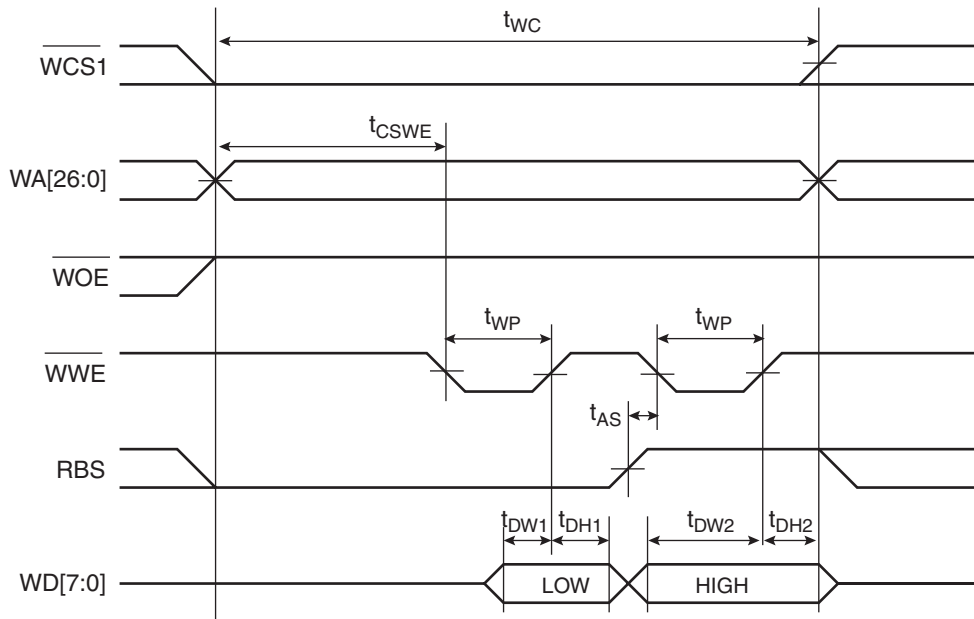 tWC
WCS1
tCSWE
WA[26:0]
WOE
tWP tWP
WWE
tAS
RBS
tDW1 tDH1 tDW2 tDH2
WD[7:0] LOW HIGH